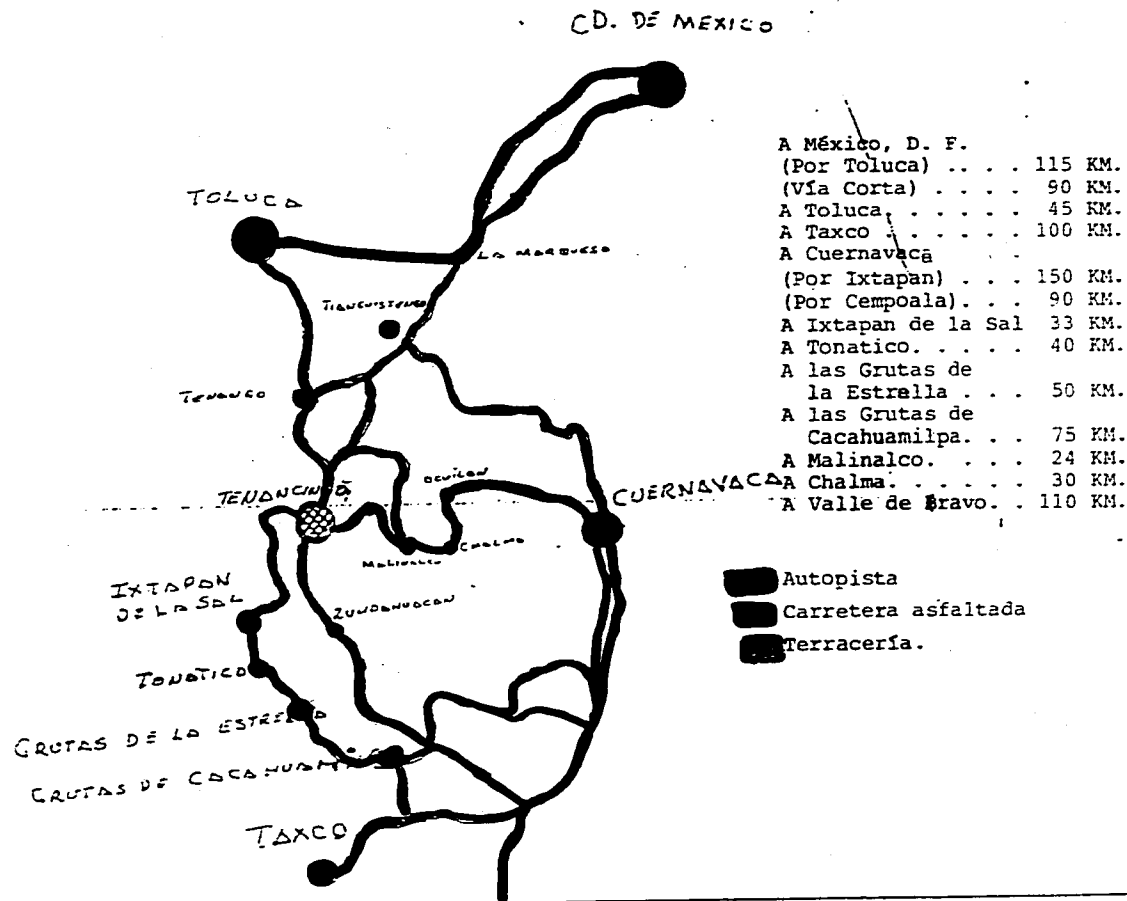 CD. DE MEXICO
A México, D. F.
(Por Toluca) .. . . 115 KM.
(Vía Corta) . . . . 90 KM.
A Toluca. . . . . . 45 KM.
A Taxco . . . . . . 100 KM.
A Cuernavaca
(Por Ixtapan) . . . 150 KM.
(Por Cempoala). . . 90 KM.
A Ixtapan de la Sal 33 KM.
A Tonatico. . . . . 40 KM.
A las Grutas de
la Estrella . . . 50 KM.
A las Grutas de
Cacahuamilpa. . . 75 KM.
A Malinalco. . . . . 24 KM.
A Chalma. . . . . . 30 KM.
A Valle de Bravo. . 110 KM.
TOLUCA
LA MARQUESA
TIANGUISTENGO
TENANGO
TENANCINGO
OCUILAN
CUERNAVACA
MALINALCO
CHALMA
IXTAPAN
DE LA SAL
ZUMPAHUACAN
TONATICO
GRUTAS DE LA ESTRELLA
GRUTAS DE CACAHUAMI
TAXCO
Autopista
Carretera asfaltada
Terracería.